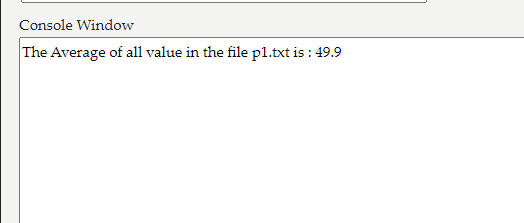 Console Window
The Average of all value in the file p1.txt is : 49.9